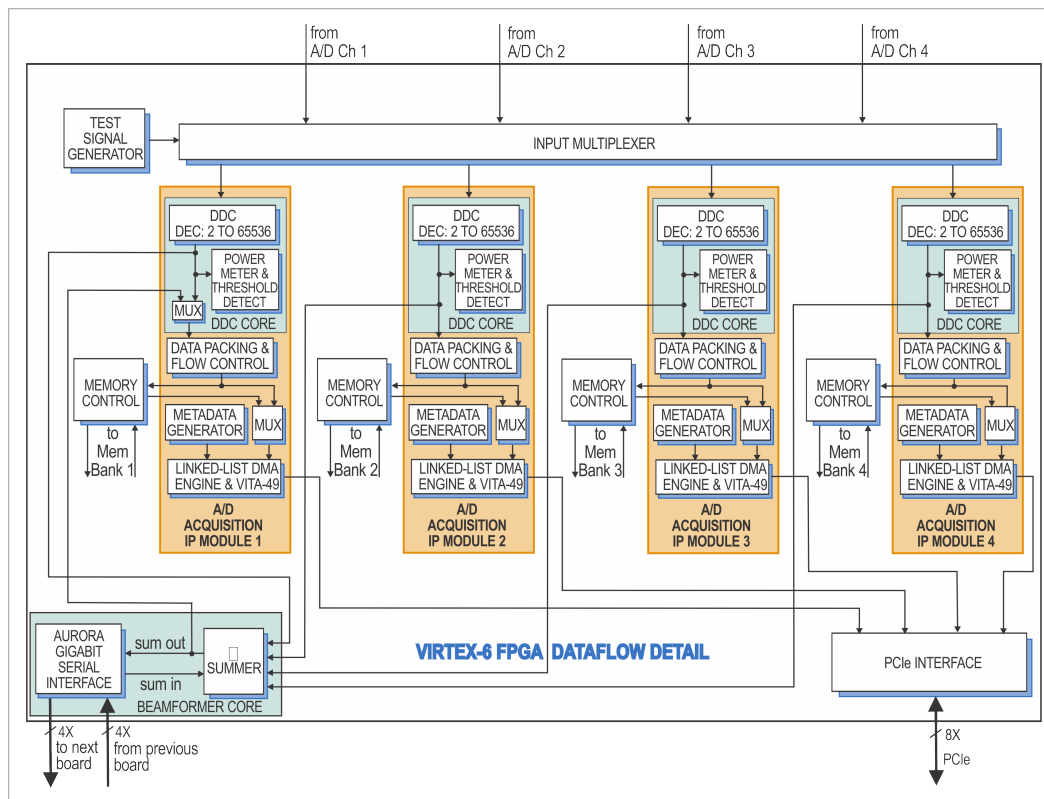 from
A/D Ch 1
from
A/D Ch 2
from
A/D Ch 3
from
A/D Ch 4
TEST
SIGNAL
GENERATOR
INPUT MULTIPLEXER
DDC
DEC: 2 TO 65536
POWER
METER &
THRESHOLD
DETECT
MUX
DDC CORE
DATA PACKING &
FLOW CONTROL
MEMORY
CONTROL
METADATA
GENERATOR
MUX
to
Mem
Bank 1
LINKED-LIST DMA
ENGINE & VITA-49
A/D
ACQUISITION
IP MODULE 1
DDC
DEC: 2 TO 65536
POWER
METER &
THRESHOLD
DETECT
DDC CORE
DATA PACKING &
FLOW CONTROL
MEMORY
CONTROL
METADATA
GENERATOR
MUX
to
Mem
Bank 2
LINKED-LIST DMA
ENGINE & VITA-49
A/D
ACQUISITION
IP MODULE 2
DDC
DEC: 2 TO 65536
POWER
METER &
THRESHOLD
DETECT
DDC CORE
DATA PACKING &
FLOW CONTROL
MEMORY
CONTROL
METADATA
GENERATOR
MUX
to
Mem
Bank 3
LINKED-LIST DMA
ENGINE & VITA-49
A/D
ACQUISITION
IP MODULE 3
DDC
DEC: 2 TO 65536
POWER
METER &
THRESHOLD
DETECT
DDC CORE
DATA PACKING &
FLOW CONTROL
MEMORY
CONTROL
METADATA
GENERATOR
MUX
to
Mem
Bank 4
LINKED-LIST DMA
ENGINE & VITA-49
A/D
ACQUISITION
IP MODULE 4
AURORA
GIGABIT
SERIAL
INTERFACE
sum out
sum in
SUMMER
BEAMFORMER CORE
VIRTEX-6 FPGA DATAFLOW DETAIL
PCIe INTERFACE
4X
to next
board
4X
from previous
board
8X
PCIe